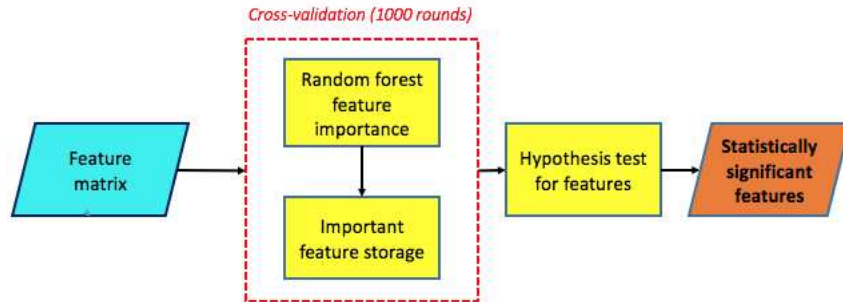 Cross-validation (1000 rounds)
Random forest
feature
importance
Feature
matrix
Hypothesis test
for features
Statistically
significant
features
Important
feature storage